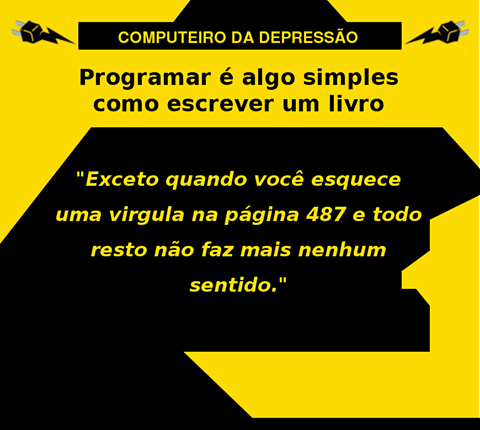 COMPUTEIRO DA DEPRESSÃO
Programar é algo simples
como escrever um livro
"Exceto quando você esquece
uma virgula na página 487 e todo
resto não faz mais nenhum
sentido."